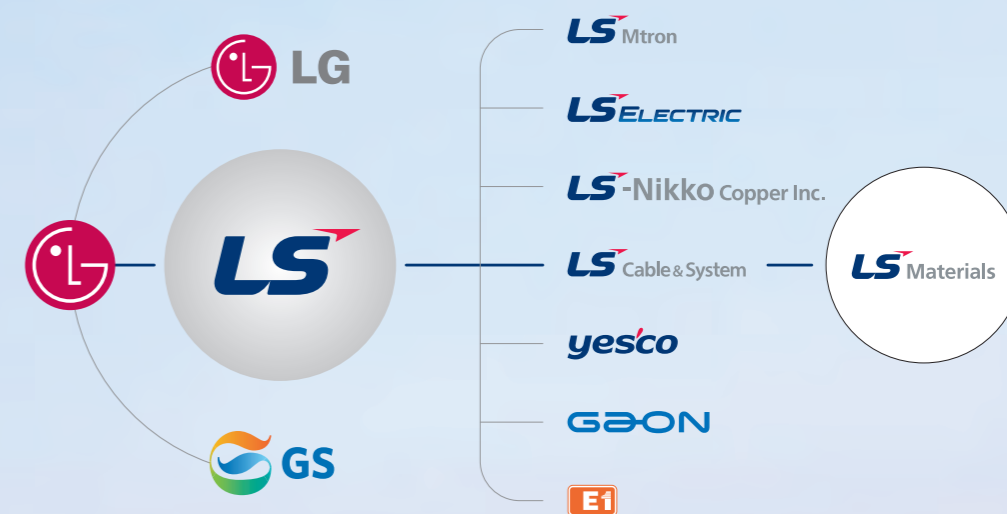 LG
LG
LS
GS
LS Mtron
LS ELECTRIC
LS-Nikko Copper Inc.
LS Cable & System
LS Materials
yesco
GAON
E1